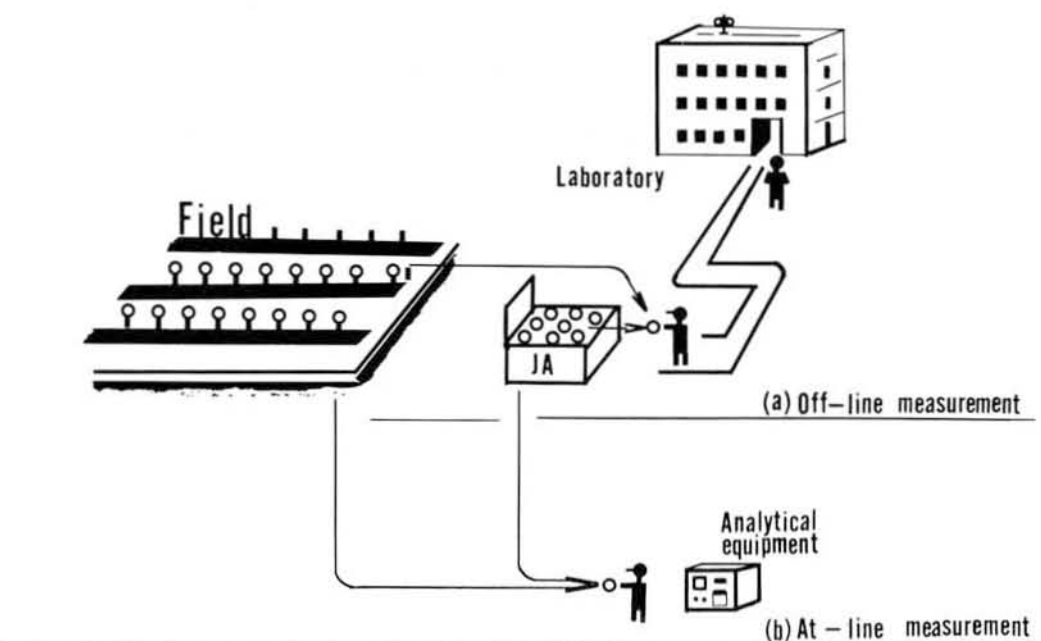 Laboratory
Field
JA
(a) Off-line measurement
Analytical
equipment
(b) At - line measurement